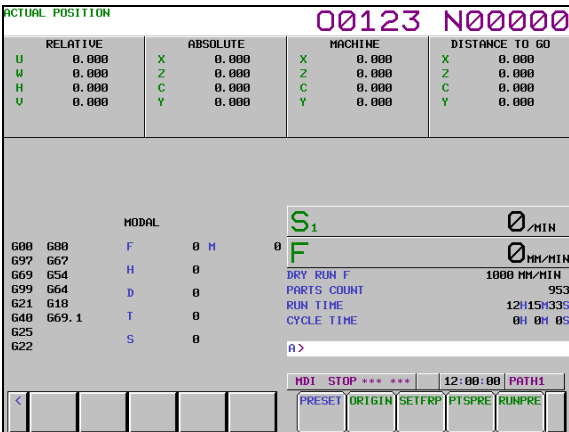 ACTUAL POSITION O0123 N00000
RELATIVE ABSOLUTE MACHINE DISTANCE TO GO
U 0.000 X 0.000 X 0.000 X 0.000
W 0.000 Z 0.000 Z 0.000 Z 0.000
H 0.000 C 0.000 C 0.000 C 0.000
V 0.000 Y 0.000 Y 0.000 Y 0.000
MODAL
G00 G80 F 0 M 0
G97 G67
G69 G54 H 0
G99 G64 D 0
G21 G18
G40 G69.1 T 0
G25
G22 S 0
S1 0/MIN
F 0MM/MIN
DRY RUN F 1000 MM/MIN
PARTS COUNT 953
RUN TIME 12H15M33S
CYCLE TIME 0H 0M 0S
A>
MDI STOP *** *** 12:00:00 PATH1
< PRESET ORIGIN SETFRP PTSPRE RUNPRE